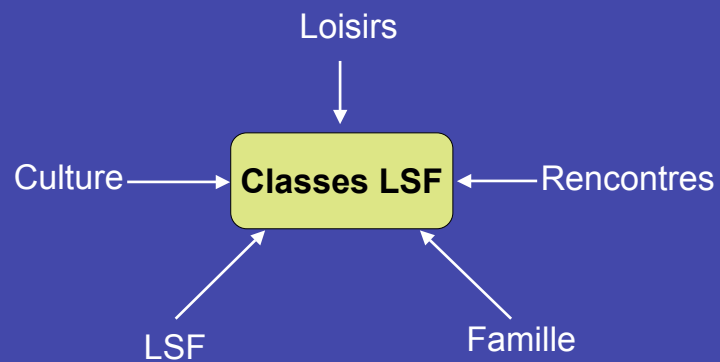 Loisirs
Culture
Classes LSF
Rencontres
LSF
Famille